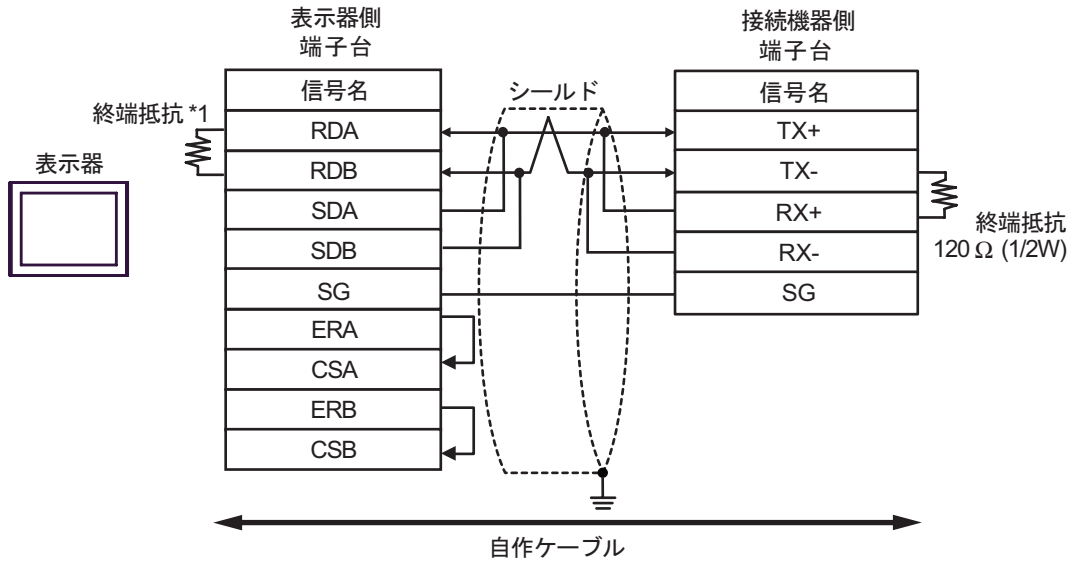 表示器側
端子台
接続機器側
端子台
信号名
シールド
信号名
終端抵抗 *1
RDA
TX+
表示器
RDB
TX-
SDA
RX+
終端抵抗
120 Ω (1/2W)
SDB
RX-
SG
SG
ERA
CSA
ERB
CSB
自作ケーブル